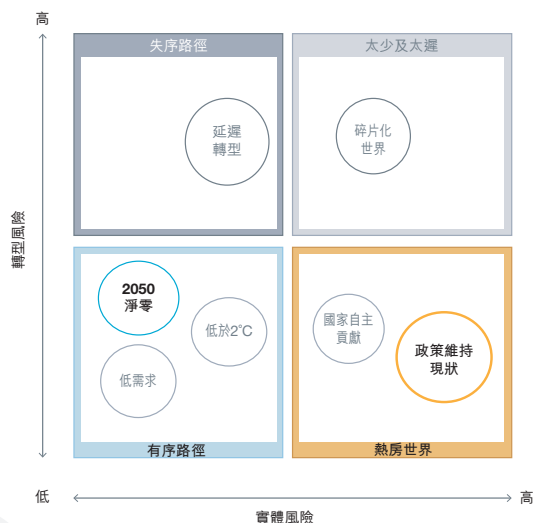 高
失序路徑
太少及太遲
延遲
轉型
碎片化
世界
轉型風險
2050
淨零
低於2°C
低需求
國家自主
貢獻
政策維持
現狀
有序路徑
熱房世界
低
高
實體風險